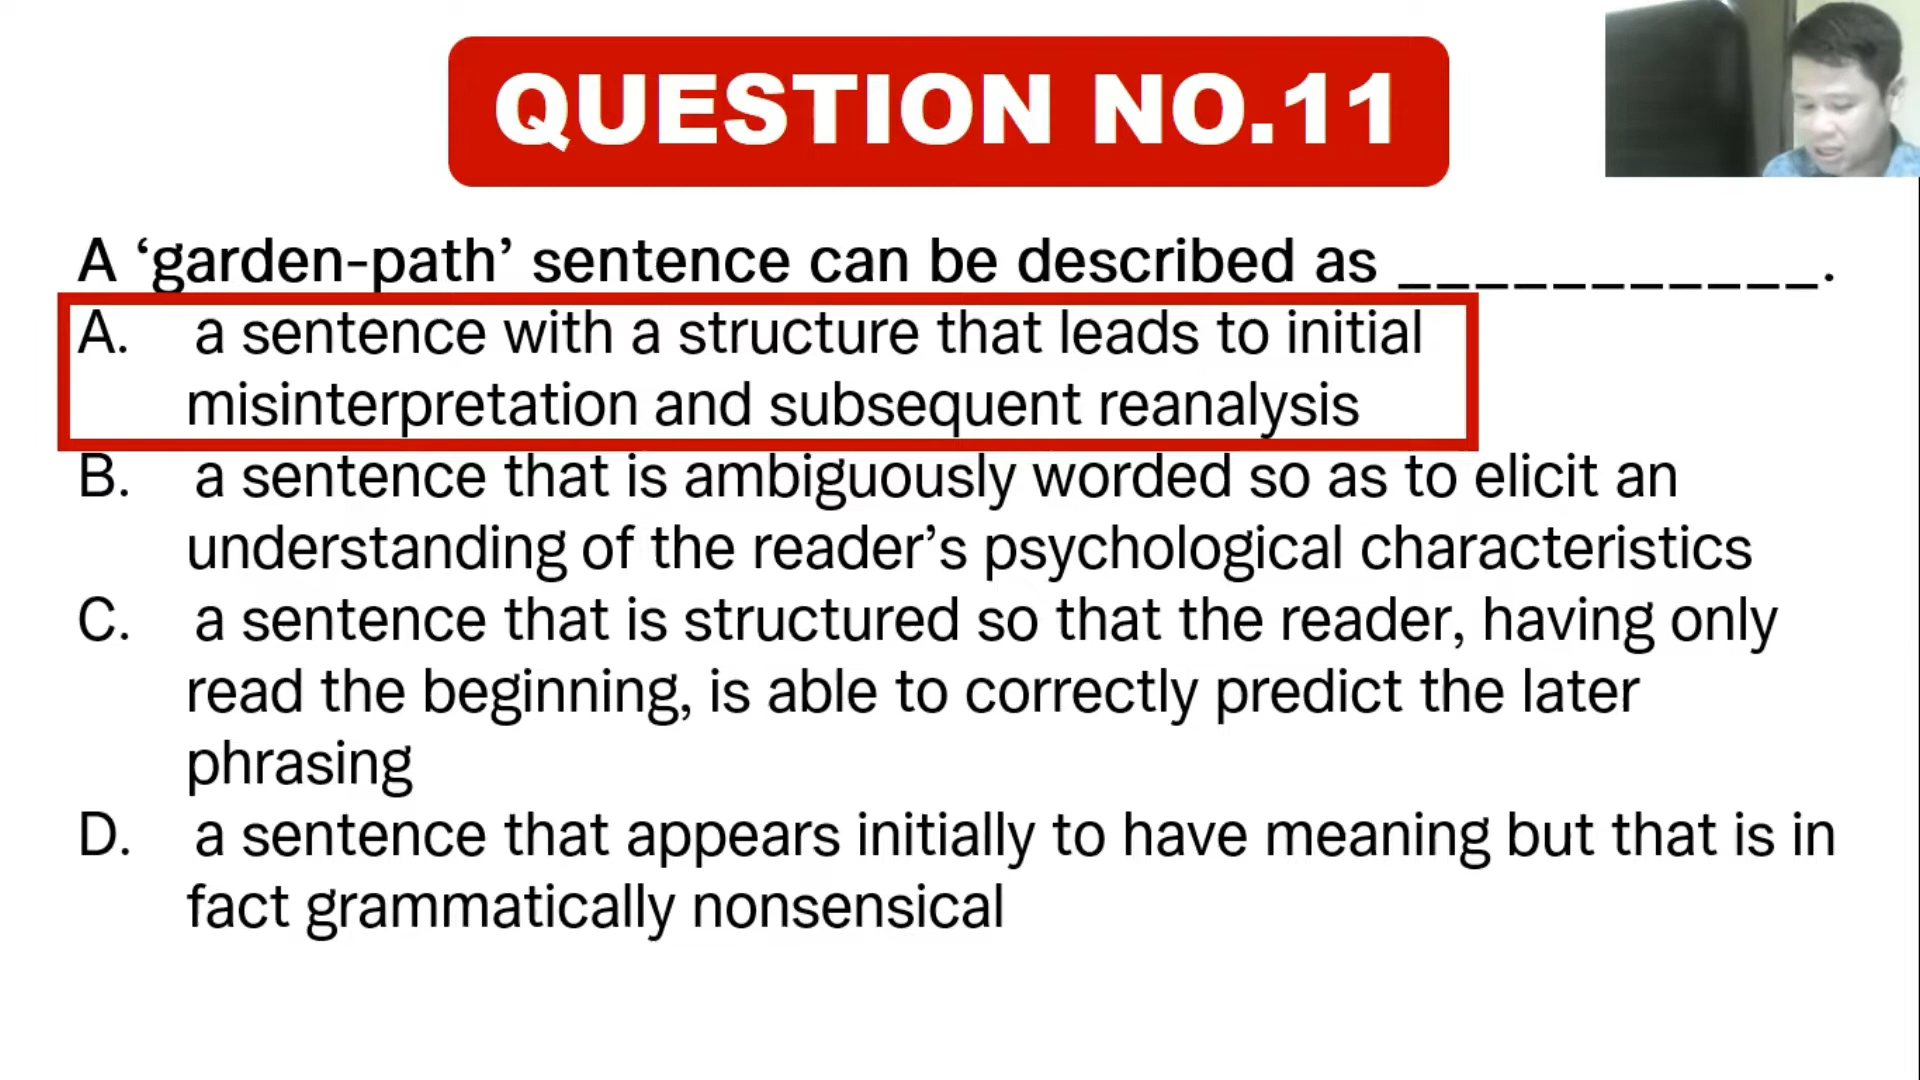 QUESTION NO.11
A ‘garden-path’ sentence can be described as ___________.
A. a sentence with a structure that leads to initial
misinterpretation and subsequent reanalysis
B. a sentence that is ambiguously worded so as to elicit an
understanding of the reader’s psychological characteristics
C. a sentence that is structured so that the reader, having only
read the beginning, is able to correctly predict the later
phrasing
D. a sentence that appears initially to have meaning but that is in
fact grammatically nonsensical